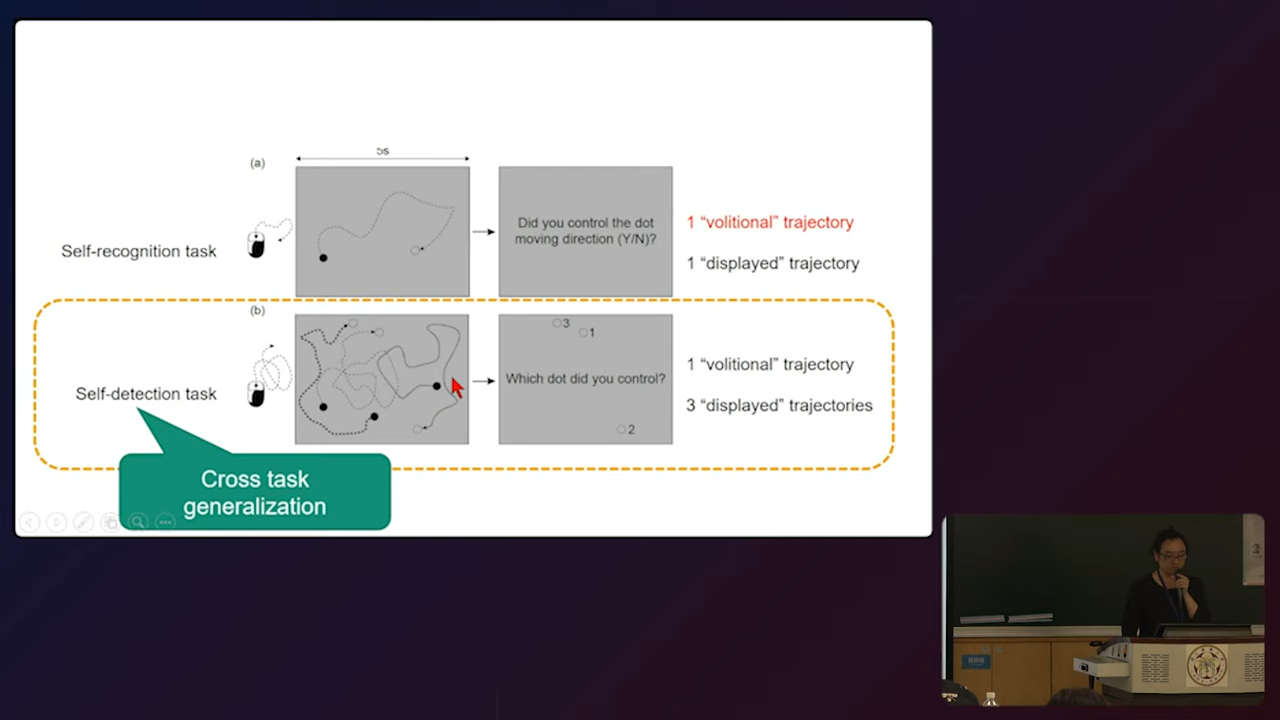 5s
(a)
Self-recognition task
Did you control the dot
moving direction (Y/N)?
1 “volitional” trajectory
1 “displayed” trajectory
(b)
Self-detection task
3
1
Which dot did you control?
2
1 “volitional” trajectory
3 “displayed” trajectories
Cross task
generalization